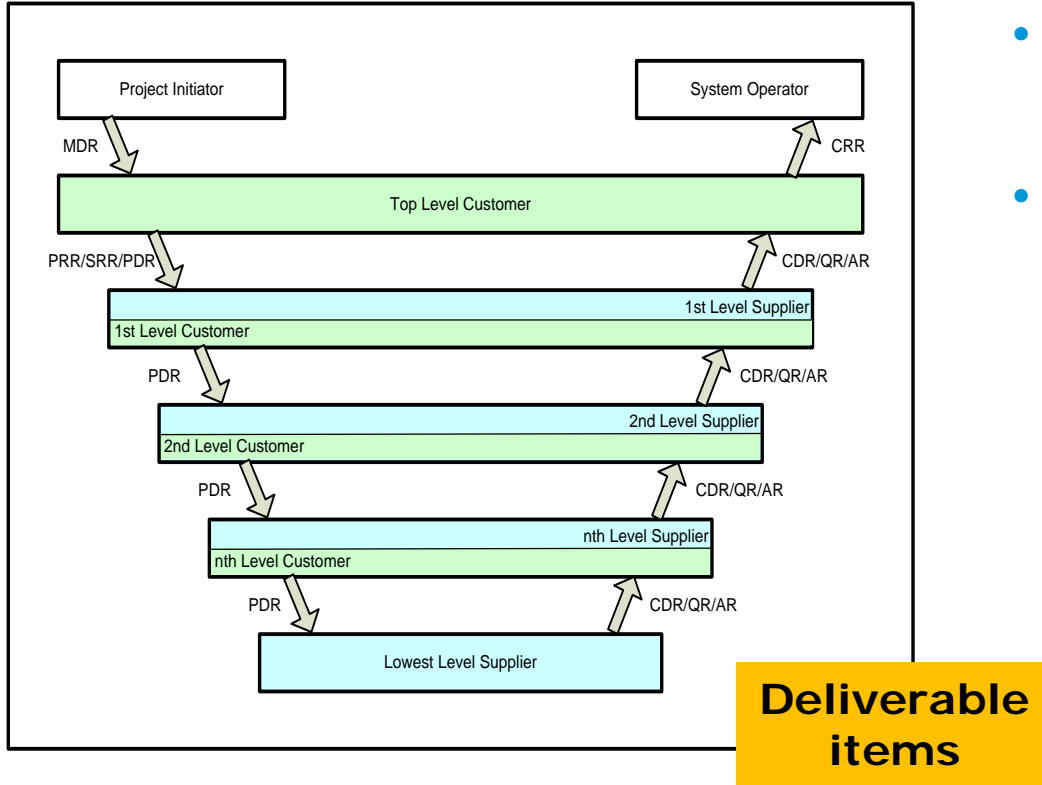 Project Initiator
System Operator
MDR
CRR
Top Level Customer
PRR/SRR/PDR
CDR/QR/AR
1st Level Supplier
1st Level Customer
PDR
CDR/QR/AR
2nd Level Supplier
2nd Level Customer
PDR
CDR/QR/AR
nth Level Supplier
nth Level Customer
PDR
CDR/QR/AR
Lowest Level Supplier
Deliverable
items